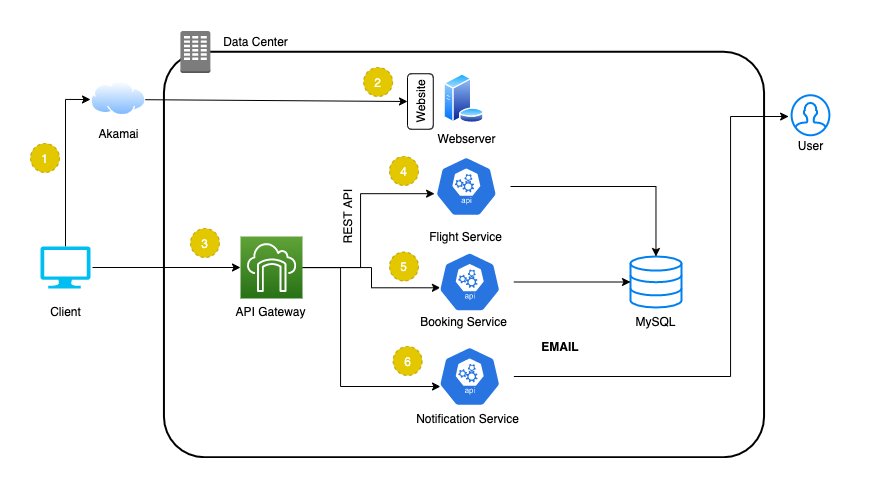 Data Center
2
Website
Akamai
Webserver
User
1
4
api
REST API
Flight Service
3
5
api
Client
API Gateway
Booking Service
MySQL
EMAIL
6
api
Notification Service